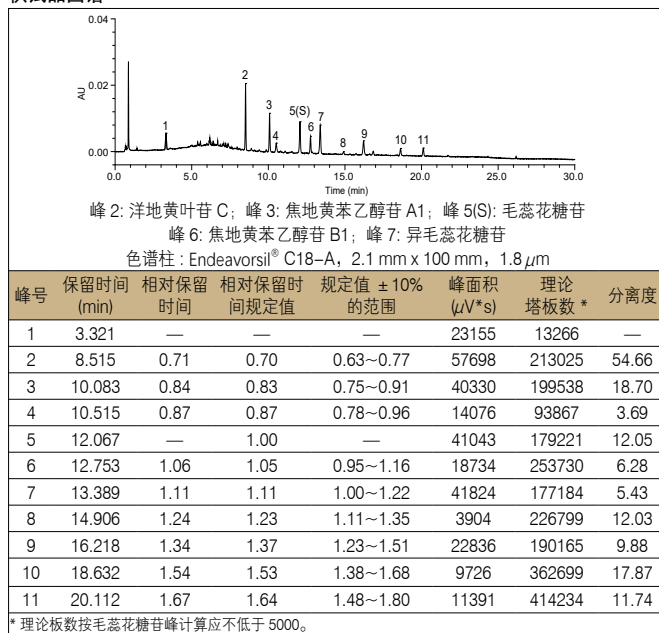 0.04
0.02
0.00
AU
1
2
3
4
5(S)
6
7
8
9
10
11
0.0 5.0 10.0 15.0 20.0 25.0 30.0
Time (min)
峰 2: 洋地黄叶苷 C；峰 3: 焦地黄苯乙醇苷 A1；峰 5(S): 毛蕊花糖苷
峰 6: 焦地黄苯乙醇苷 B1；峰 7: 异毛蕊花糖苷
色谱柱 : Endeavorsil® C18-A，2.1 mm x 100 mm，1.8 μm
峰号 保留时间 (min) 相对保留时间 相对保留时间规定值 规定值 ±10% 的范围 峰面积 (μV*s) 理论塔板数 * 分离度
1 3.321 — — — 23155 13266 —
2 8.515 0.71 0.70 0.63~0.77 57698 213025 54.66
3 10.083 0.84 0.83 0.75~0.91 40330 199538 18.70
4 10.515 0.87 0.87 0.78~0.96 14076 93867 3.69
5 12.067 — 1.00 — 41043 179221 12.05
6 12.753 1.06 1.05 0.95~1.16 18734 253730 6.28
7 13.389 1.11 1.11 1.00~1.22 41824 177184 5.43
8 14.906 1.24 1.23 1.11~1.35 3904 226799 12.03
9 16.218 1.34 1.37 1.23~1.51 22836 190165 9.88
10 18.632 1.54 1.53 1.38~1.68 9726 362699 17.87
11 20.112 1.67 1.64 1.48~1.80 11391 414234 11.74
* 理论板数按毛蕊花糖苷峰计算应不低于 5000。